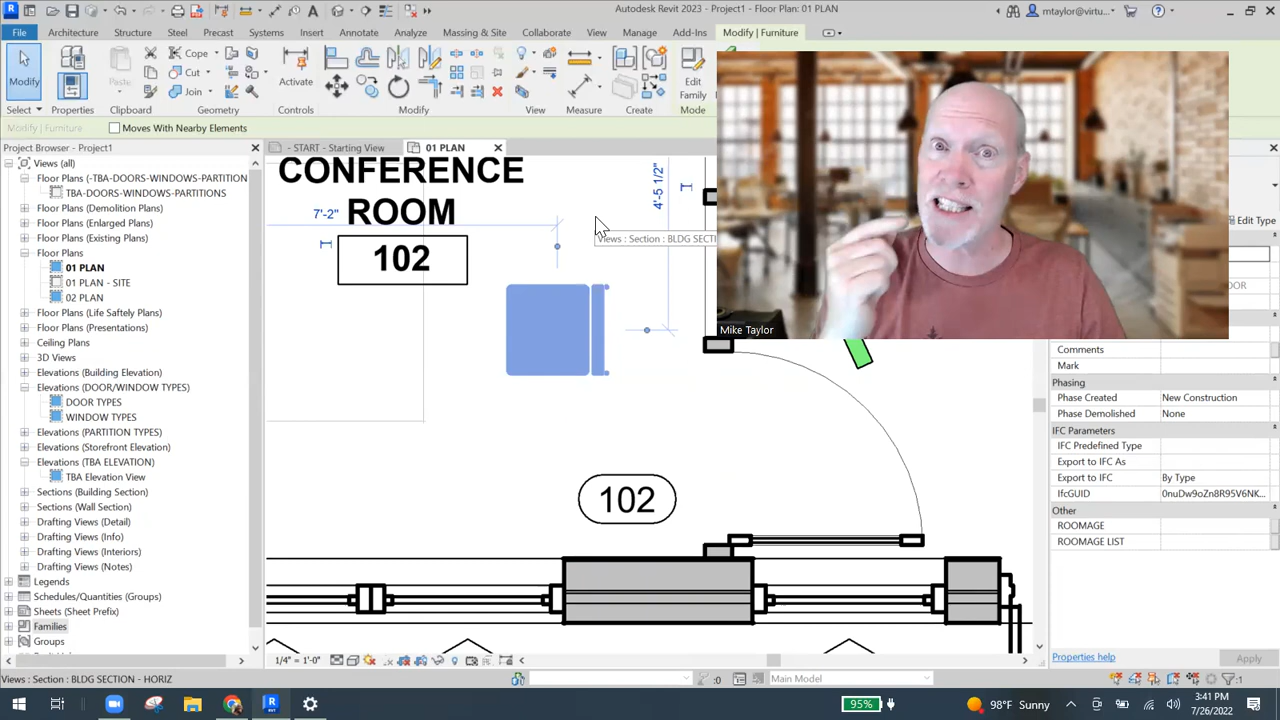 Autodesk Revit 2023 - Project1 - Floor Plan: 01 PLAN
mtaylor@virtu...
File Architecture Structure Steel Precast Systems Insert Annotate Analyze Massing & Site Collaborate View Manage Add-Ins Modify | Furniture
Modify
Paste
Cope
Cut
Join
Activate
Edit
Family
Select Properties Clipboard Geometry Controls Modify View Measure Create Mode
Modify | Furniture Moves With Nearby Elements
Project Browser - Project1
- START - Starting View
01 PLAN
Views (all)
Floor Plans (-TBA-DOORS-WINDOWS-PARTITION
TBA-DOORS-WINDOWS-PARTITIONS
Floor Plans (Demolition Plans)
Floor Plans (Enlarged Plans)
Floor Plans (Existing Plans)
Floor Plans
01 PLAN
01 PLAN - SITE
02 PLAN
Floor Plans (Life Saftely Plans)
Floor Plans (Presentations)
Ceiling Plans
3D Views
Elevations (Building Elevation)
Elevations (DOOR/WINDOW TYPES)
DOOR TYPES
WINDOW TYPES
Elevations (PARTITION TYPES)
Elevations (Storefront Elevation)
Elevations (TBA ELEVATION)
TBA Elevation View
Sections (Building Section)
Sections (Wall Section)
Drafting Views (Detail)
Drafting Views (Info)
Drafting Views (Interiors)
Drafting Views (Notes)
Legends
Schedules/Quantities (Groups)
Sheets (Sheet Prefix)
Families
Groups
CONFERENCE
ROOM
102
7'-2"
4'-5 1/2"
Views : Section : BLDG SECTI
102
Mike Taylor
Edit Type
OOR
Comments
Mark
Phasing
Phase Created New Construction
Phase Demolished None
IFC Parameters
IFC Predefined Type
Export to IFC As
Export to IFC By Type
IfcGUID 0nuDw9oZn8R95V6NK...
Other
ROOMAGE
ROOMAGE LIST
Properties help
Apply
1/4" = 1'-0"
Views : Section : BLDG SECTION - HORIZ
:0
Main Model
:1
95%
98°F Sunny
3:41 PM
7/26/2022